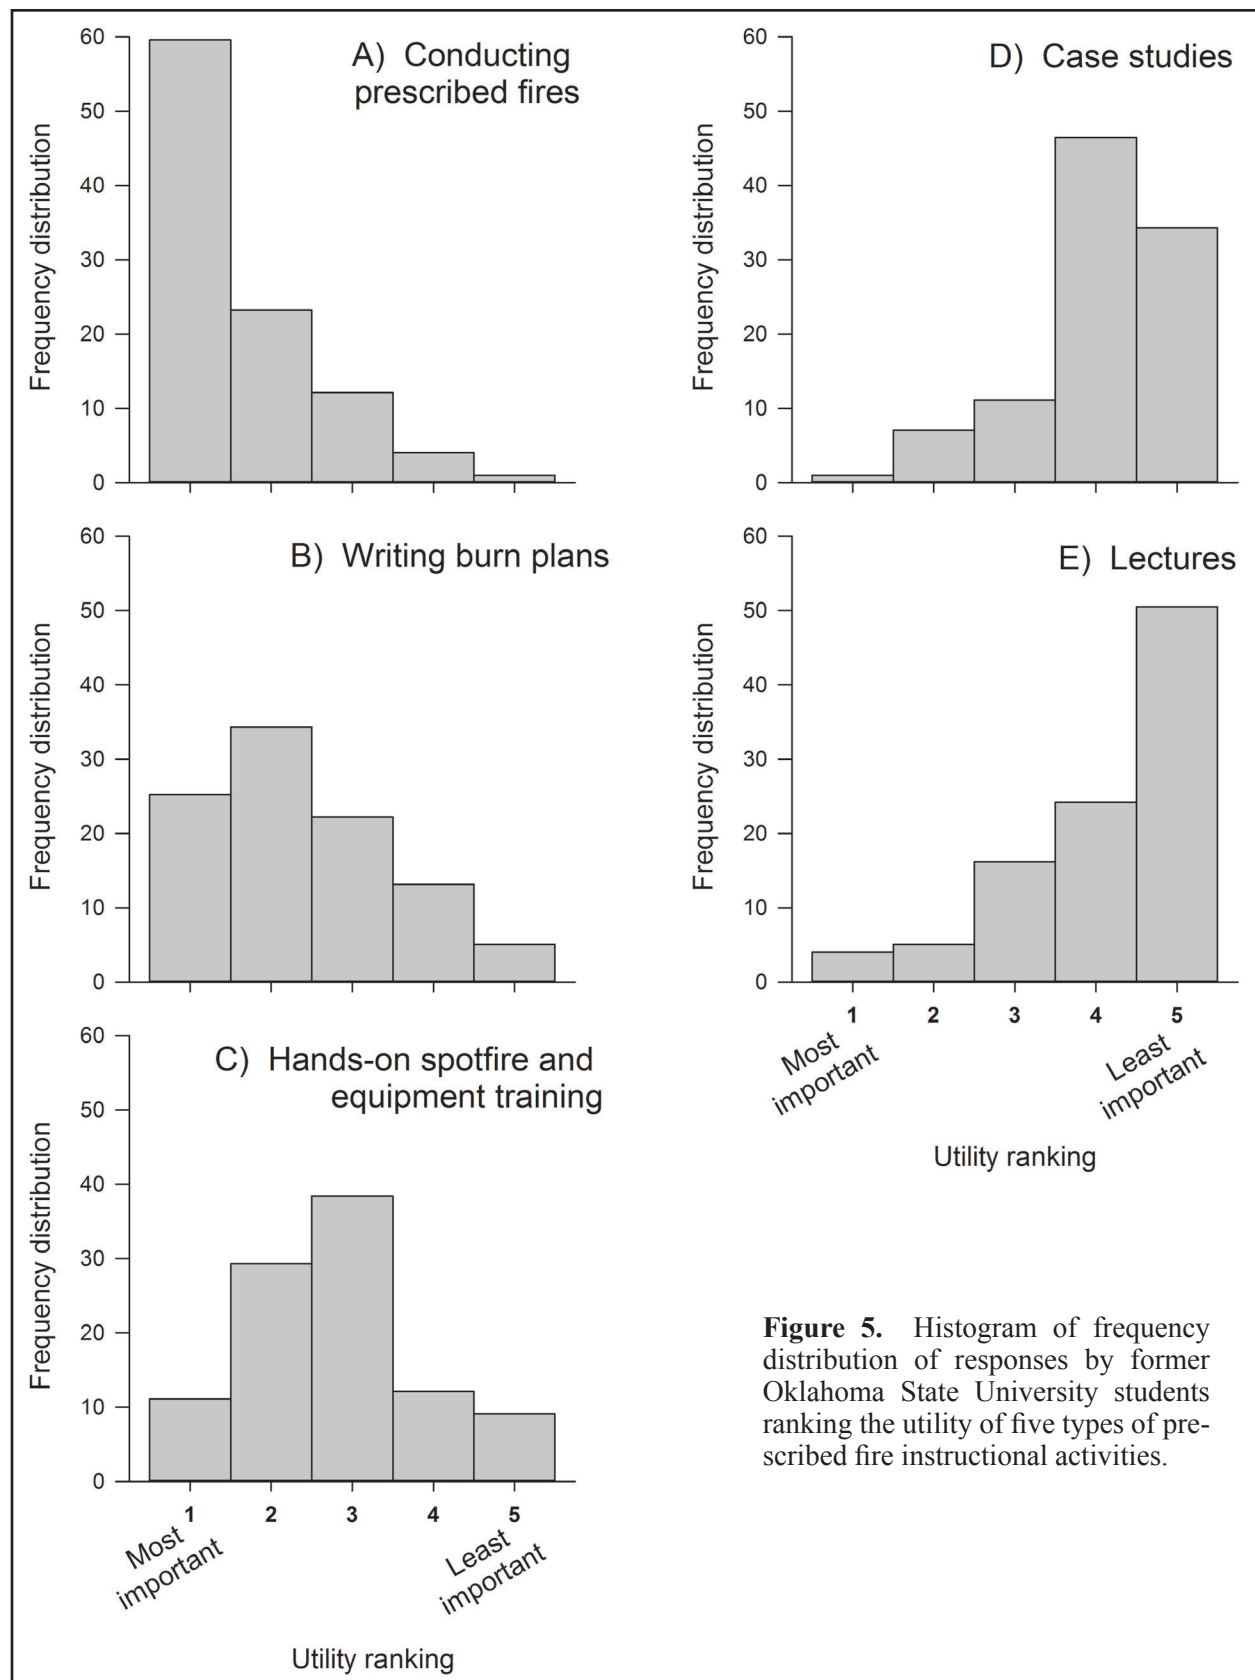 A) Conducting
prescribed fires
60
50
40
30
20
10
0
Frequency distribution
B) Writing burn plans
60
50
40
30
20
10
0
Frequency distribution
C) Hands-on spotfire and
equipment training
60
50
40
30
20
10
0
Frequency distribution
1 2 3 4 5
Most
important
Least
important
Utility ranking
D) Case studies
60
50
40
30
20
10
0
Frequency distribution
E) Lectures
60
50
40
30
20
10
0
Frequency distribution
1 2 3 4 5
Most
important
Least
important
Utility ranking
Figure 5. Histogram of frequency
distribution of responses by former
Oklahoma State University students
ranking the utility of five types of pre-
scribed fire instructional activities.